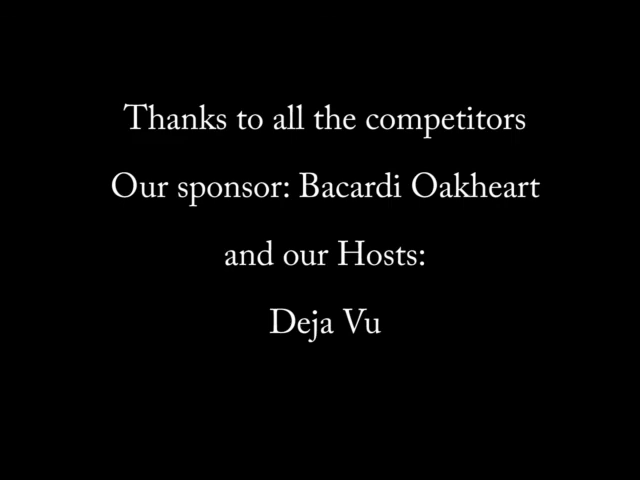 Thanks to all the competitors
Our sponsor: Bacardi Oakheart
and our Hosts:
Deja Vu